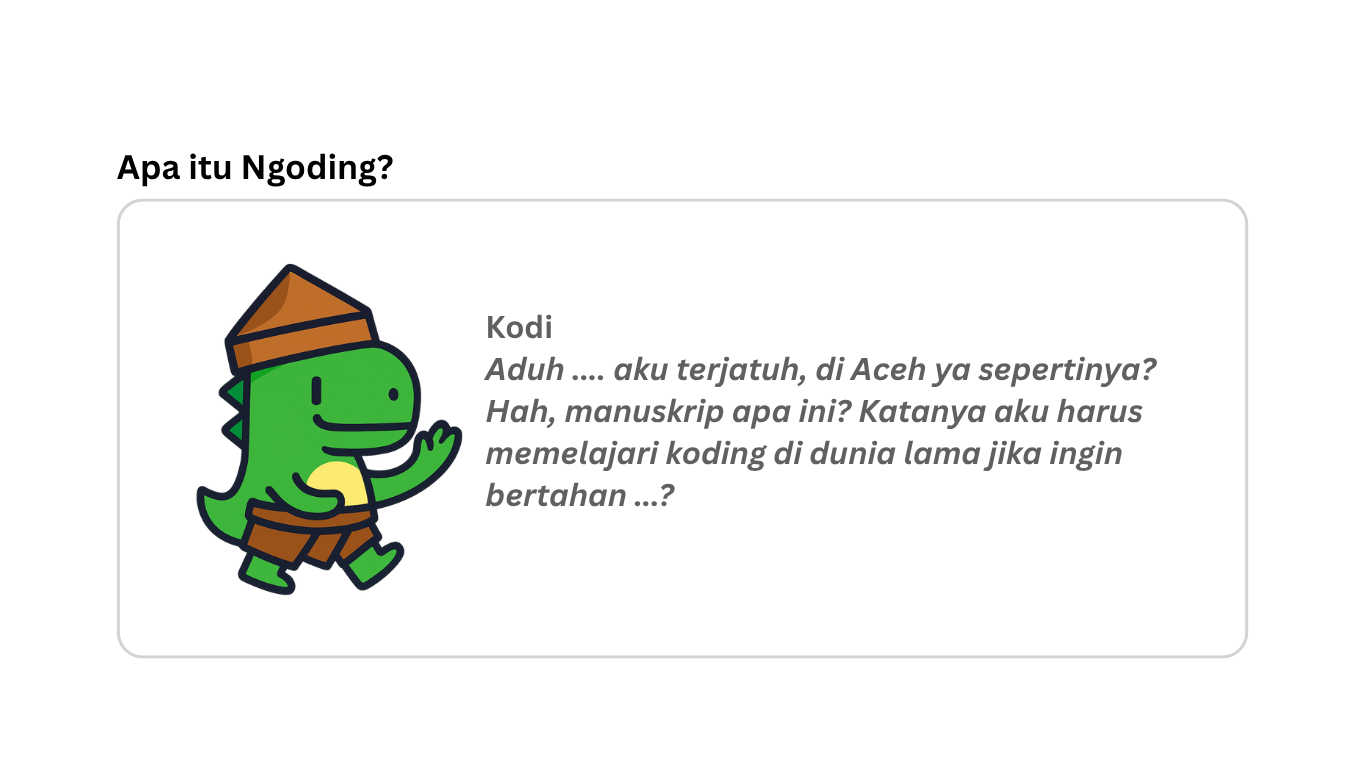 Apa itu Ngoding?
Kodi
Aduh .... aku terjatuh, di Aceh ya sepertinya?
Hah, manuskrip apa ini? Katanya aku harus
memelajari koding di dunia lama jika ingin
bertahan ...?